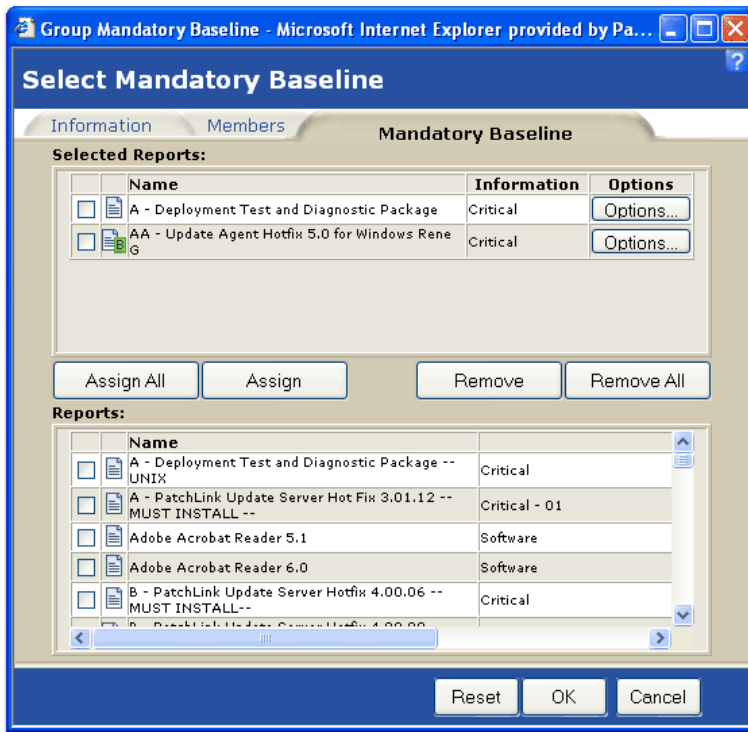 Group Mandatory Baseline - Microsoft Internet Explorer provided by Pa...
?
Select Mandatory Baseline
Information Members Mandatory Baseline
Selected Reports:
Name Information Options
A - Deployment Test and Diagnostic Package Critical Options...
AA - Update Agent Hotfix 5.0 for Windows Rene
G Critical Options...
B
Assign All Assign Remove Remove All
Reports:
Name
A - Deployment Test and Diagnostic Package --
UNIX Critical
A - PatchLink Update Server Hot Fix 3.01.12 --
MUST INSTALL -- Critical - 01
Adobe Acrobat Reader 5.1 Software
Adobe Acrobat Reader 6.0 Software
B - PatchLink Update Server Hotfix 4.00.06 --
MUST INSTALL-- Critical
B - PatchLink Update Server Hotfix
Reset OK Cancel